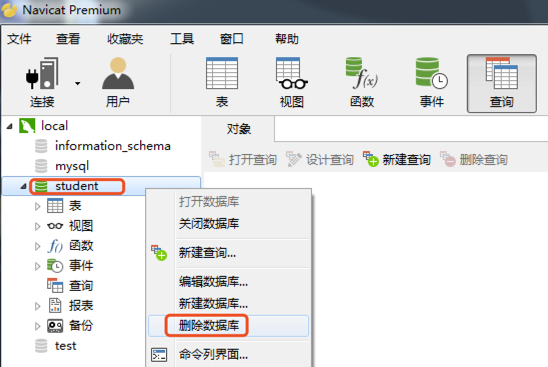 Navicat Premium
文件 查看 收藏夹 工具 窗口 帮助
连接 用户 表 视图 函数 事件 查询
local
information_schema
mysql
student
表
视图
函数
事件
查询
报表
备份
test
对象
打开查询 设计查询 新建查询 删除查询
打开数据库
关闭数据库
新建查询...
编辑数据库...
新建数据库...
删除数据库
命令列界面...